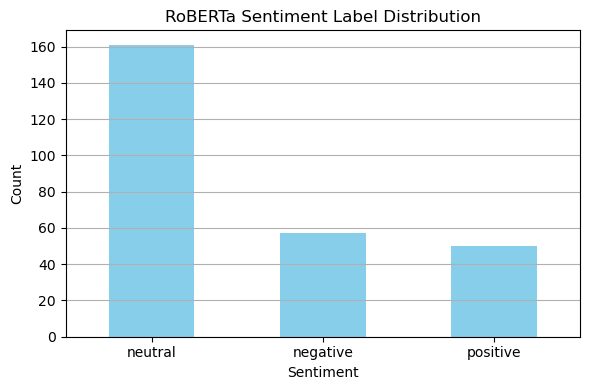 RoBERTa Sentiment Label Distribution
160
140
120
100
80
60
40
20
0
Count
neutral
negative
positive
Sentiment